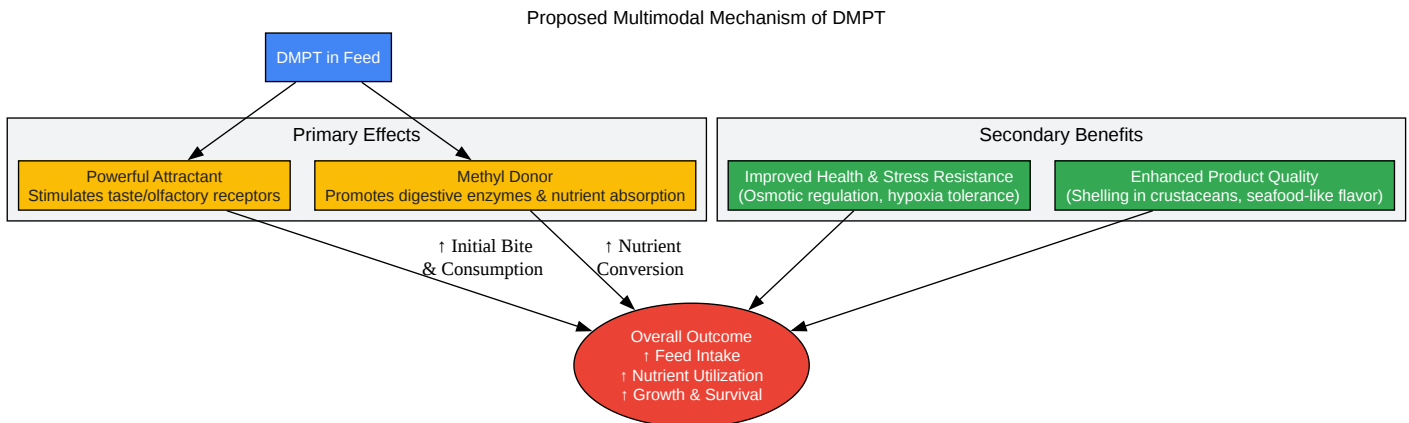 Proposed Multimodal Mechanism of DMPT
DMPT in Feed
Primary Effects
Powerful Attractant
Stimulates taste/olfactory receptors
Methyl Donor
Promotes digestive enzymes & nutrient absorption
Secondary Benefits
Improved Health & Stress Resistance
(Osmotic regulation, hypoxia tolerance)
Enhanced Product Quality
(Shelling in crustaceans, seafood-like flavor)
↑ Initial Bite
& Consumption
↑ Nutrient
Conversion
Overall Outcome
↑ Feed Intake
↑ Nutrient Utilization
↑ Growth & Survival